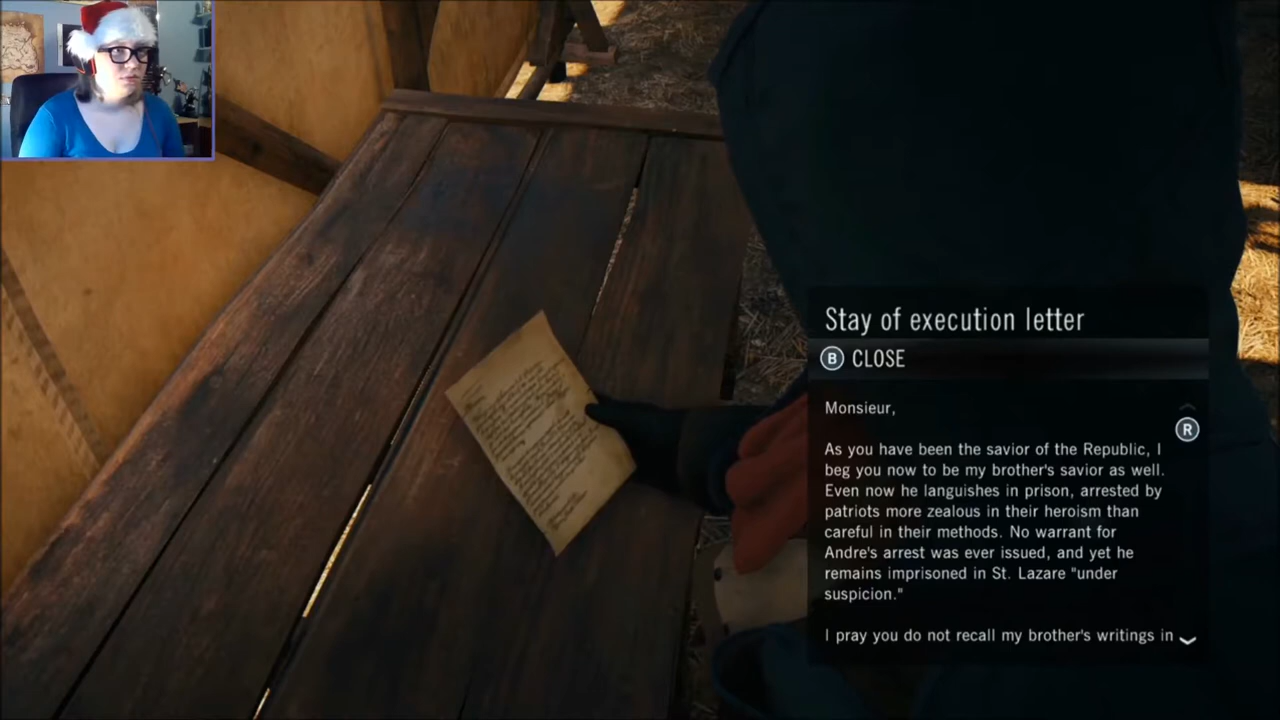 Stay of execution letter
B CLOSE
Monsieur,
R
As you have been the savior of the Republic, I
beg you now to be my brother's savior as well.
Even now he languishes in prison, arrested by
patriots more zealous in their heroism than
careful in their methods. No warrant for
Andre's arrest was ever issued, and yet he
remains imprisoned in St. Lazare "under
suspicion."
I pray you do not recall my brother's writings in